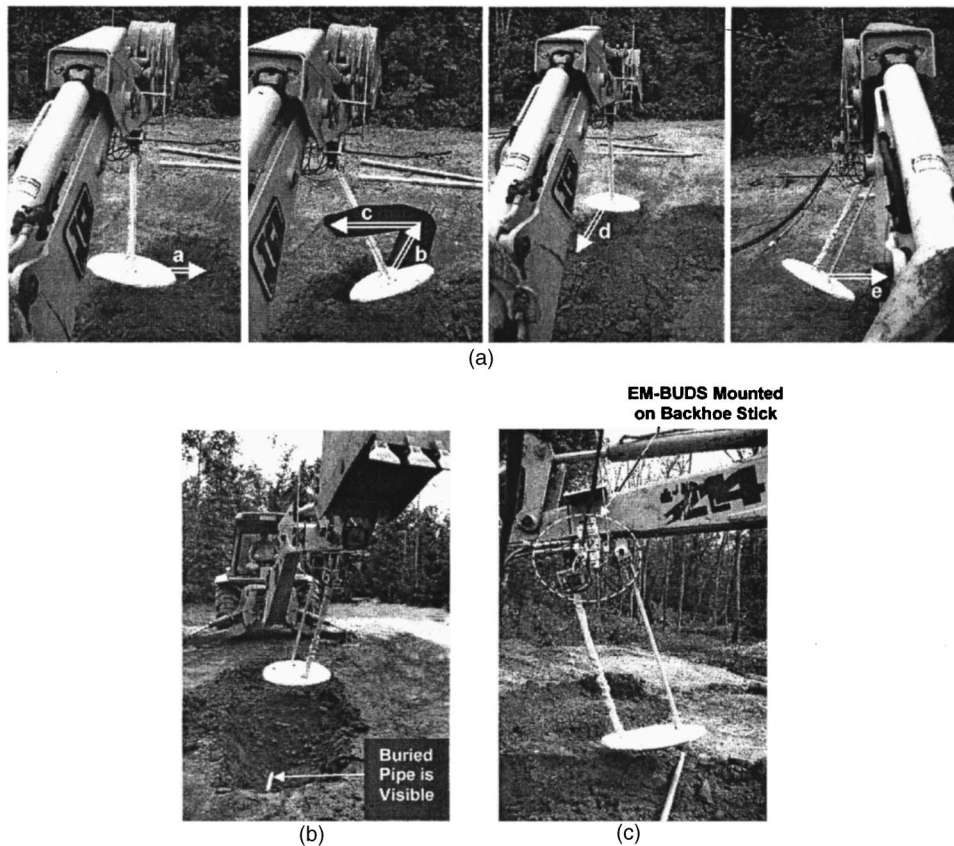 a
c
b
d
e
(a)
EM-BUDS Mounted
on Backhoe Stick
Buried
Pipe is
Visible
(b)
(c)